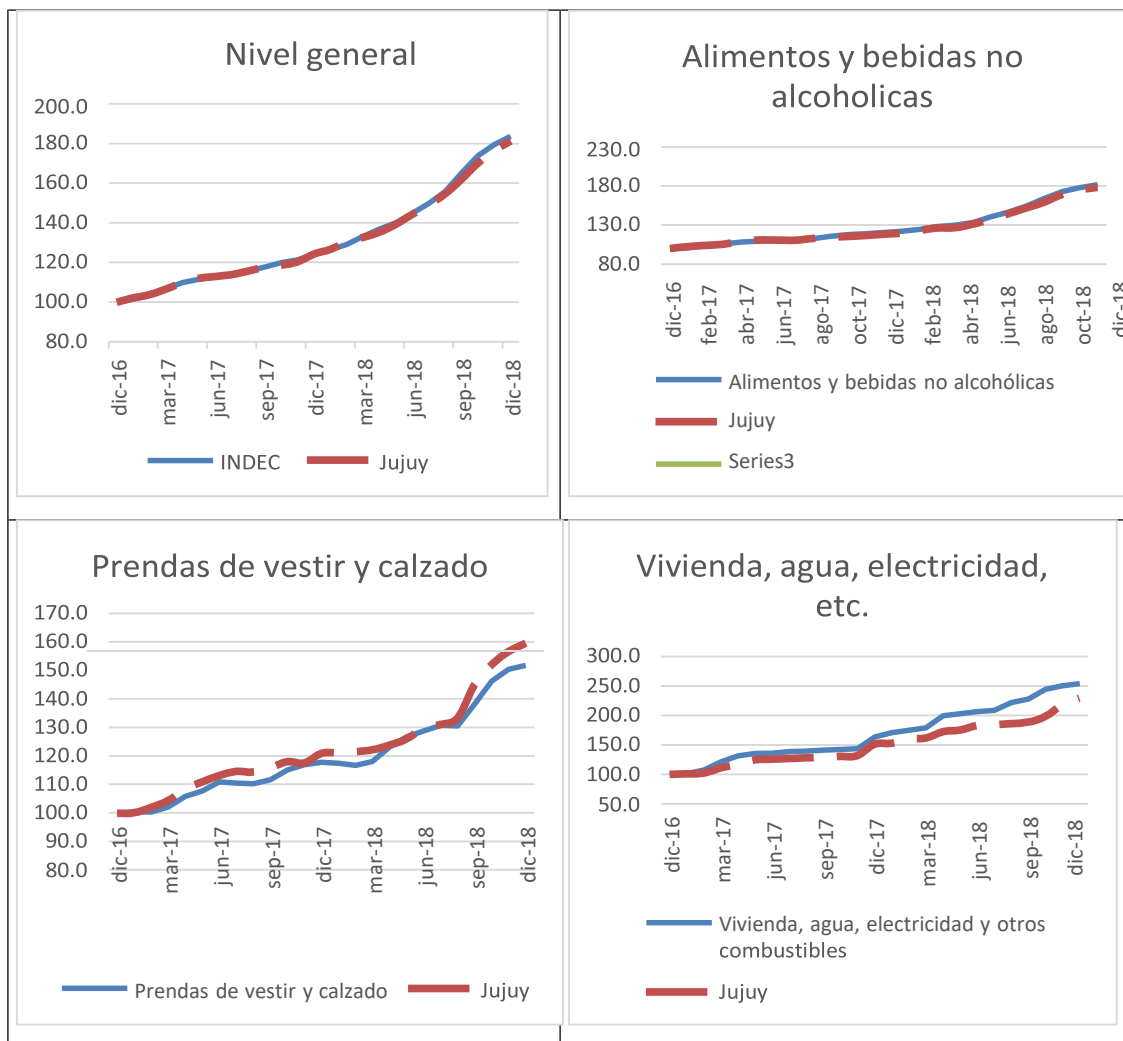 Nivel general
200.0
180.0
160.0
140.0
120.0
100.0
80.0
dic-16
mar-17
jun-17
sep-17
dic-17
mar-18
jun-18
sep-18
dic-18
INDEC
Jujuy
Alimentos y bebidas no
alcoholicas
230.0
180.0
130.0
80.0
dic-16
feb-17
abr-17
jun-17
ago-17
oct-17
dic-17
feb-18
abr-18
jun-18
ago-18
oct-18
dic-18
Alimentos y bebidas no alcohólicas
Jujuy
Series3
Prendas de vestir y calzado
170.0
160.0
150.0
140.0
130.0
120.0
110.0
100.0
90.0
80.0
dic-16
mar-17
jun-17
sep-17
dic-17
mar-18
jun-18
sep-18
dic-18
Prendas de vestir y calzado
Jujuy
Vivienda, agua, electricidad,
etc.
300.0
250.0
200.0
150.0
100.0
50.0
dic-16
mar-17
jun-17
sep-17
dic-17
mar-18
jun-18
sep-18
dic-18
Vivienda, agua, electricidad y otros
combustibles
Jujuy